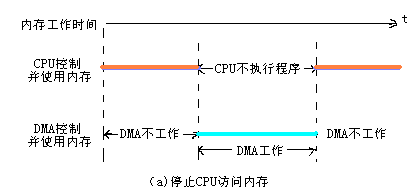 内存工作时间
t
CPU控制
并使用内存
CPU不执行程序
DMA控制
并使用内存
DMA不工作
DMA不工作
DMA工作
(a)停止CPU访问内存